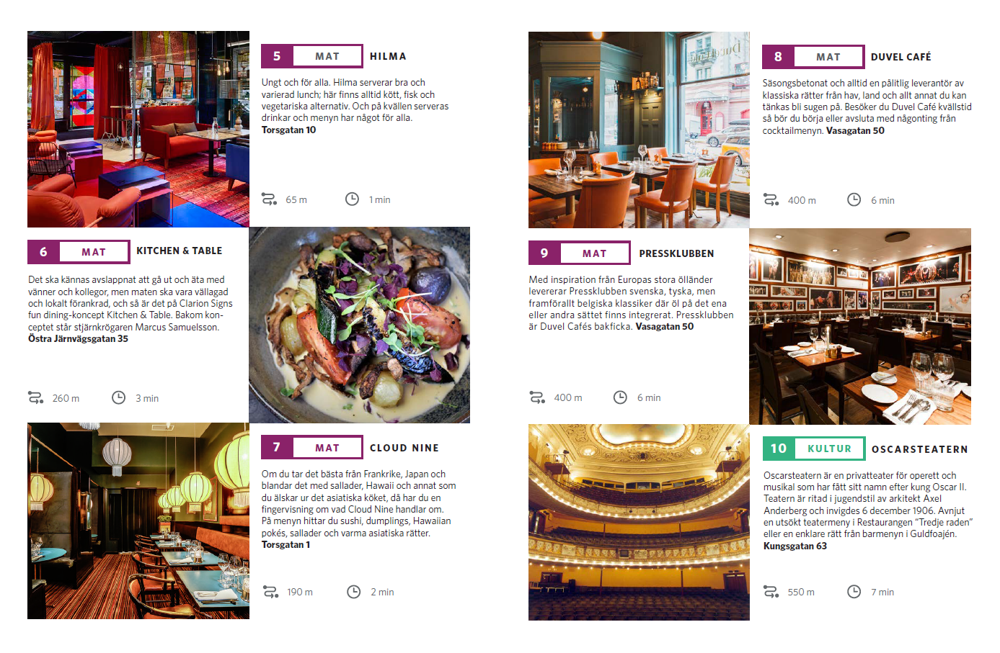 5 MAT HILMA
Ungt och för alla. Hilma serverar bra och
varierad lunch; här finns alltid kött, fisk och
vegetariska alternativ. Och på kvällen serveras
drinkar och menyn har något för alla.
Torsgatan 10
65 m 1 min
6 MAT KITCHEN & TABLE
Det ska kännas avslappnat att gå ut och äta med
vänner och kollegor, men maten ska vara vällagad
och lokalt förankrad, och så är det på Clarion Signs
fun dining-koncept Kitchen & Table. Bakom kon-
ceptet står stjärnkrögaren Marcus Samuelsson.
Östra Järnvägsgatan 35
260 m 3 min
7 MAT CLOUD NINE
Om du tar det bästa från Frankrike, Japan och
blandar det med sallader, Hawaii och annat som
du älskar ur det asiatiska köket, då har du en
fingervisning om vad Cloud Nine handlar om.
På menyn hittar du sushi, dumplings, Hawaiian
pokés, sallader och varma asiatiska rätter.
Torsgatan 1
190 m 2 min
8 MAT DUVEL CAFÉ
Säsongsbetonat och alltid en pålitlig leverantör av
klassiska rätter från hav, land och allt annat du kan
tänkas bli sugen på. Besöker du Duvel Café kvällstid
så bör du börja eller avsluta med någonting från
cocktailmenyn. Vasagatan 50
400 m 6 min
9 MAT PRESSKLUBBEN
Med inspiration från Europas stora ölländer
levererar Pressklubben svenska, tyska, men
framförallt belgiska klassiker där öl på det ena
eller andra sättet finns integrerat. Pressklubben
är Duvel Cafés bakficka. Vasagatan 50
400 m 6 min
10 KULTUR OSCARSTEATERN
Oscarsteatern är en privatteater för operett och
musikal som har fått sitt namn efter kung Oscar II.
Teatern är ritad i jugendstil av arkitekt Axel
Anderberg och invigdes 6 december 1906. Avnjut
en utsökt teatermeny i Restaurangen “Tredje raden”
eller en enklare rätt från barmenyn i Guldfoajén.
Kungsgatan 63
550 m 7 min